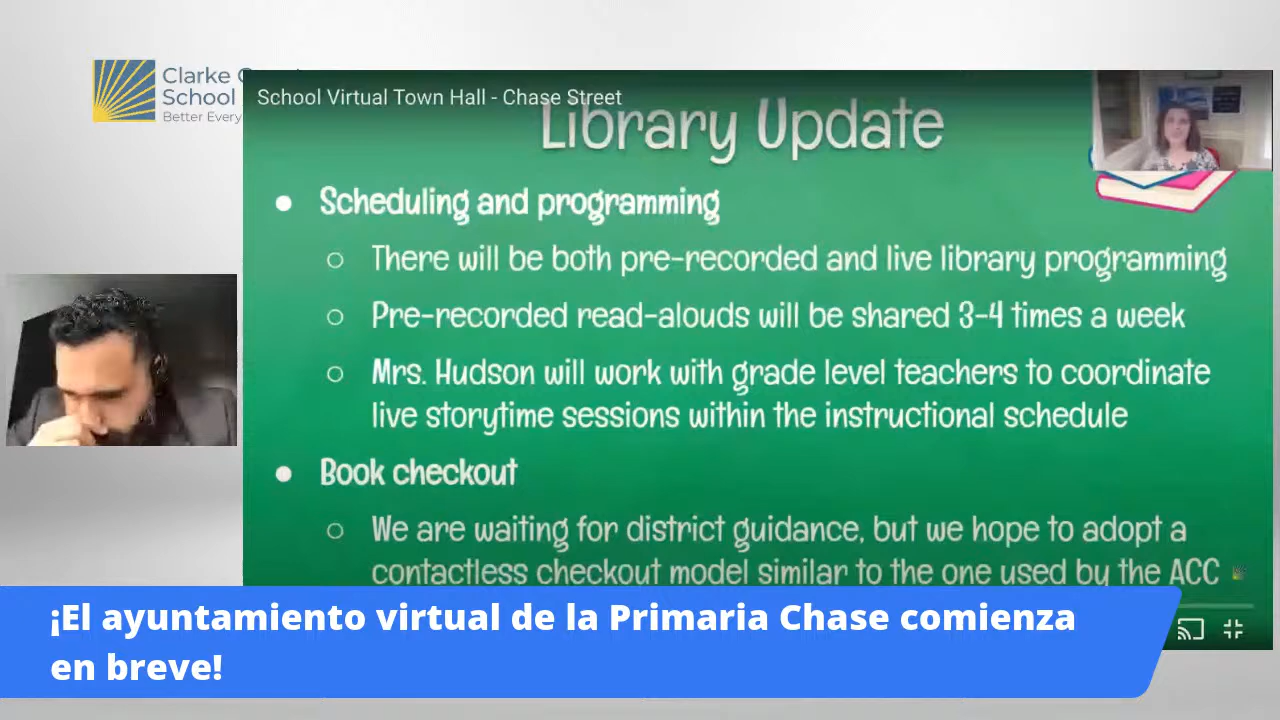 Clarke
School
Better Every
School Virtual Town Hall - Chase Street
Library Update
● Scheduling and programming
○ There will be both pre-recorded and live library programming
○ Pre-recorded read-alouds will be shared 3-4 times a week
○ Mrs. Hudson will work with grade level teachers to coordinate
live storytime sessions within the instructional schedule
● Book checkout
○ We are waiting for district guidance, but we hope to adopt a
contactless checkout model similar to the one used by the ACC
¡El ayuntamiento virtual de la Primaria Chase comienza
en breve!